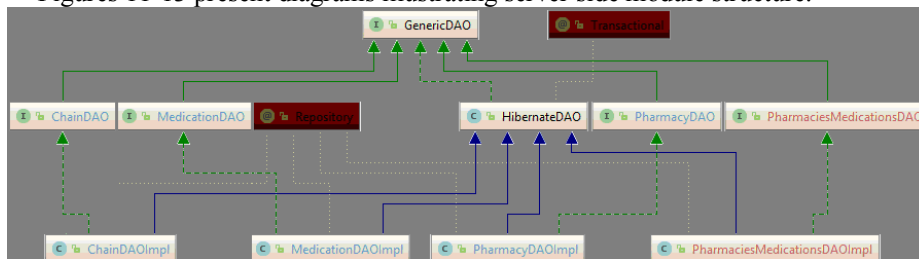 Figures 11-13 present diagrams illustrating server side module structure.
GenericDAO
Transactional
ChainDAO
MedicationDAO
Repository
HibernateDAO
PharmacyDAO
PharmaciesMedicationsDAO
ChainDAOImpl
MedicationDAOImpl
PharmacyDAOImpl
PharmaciesMedicationsDAOImpl